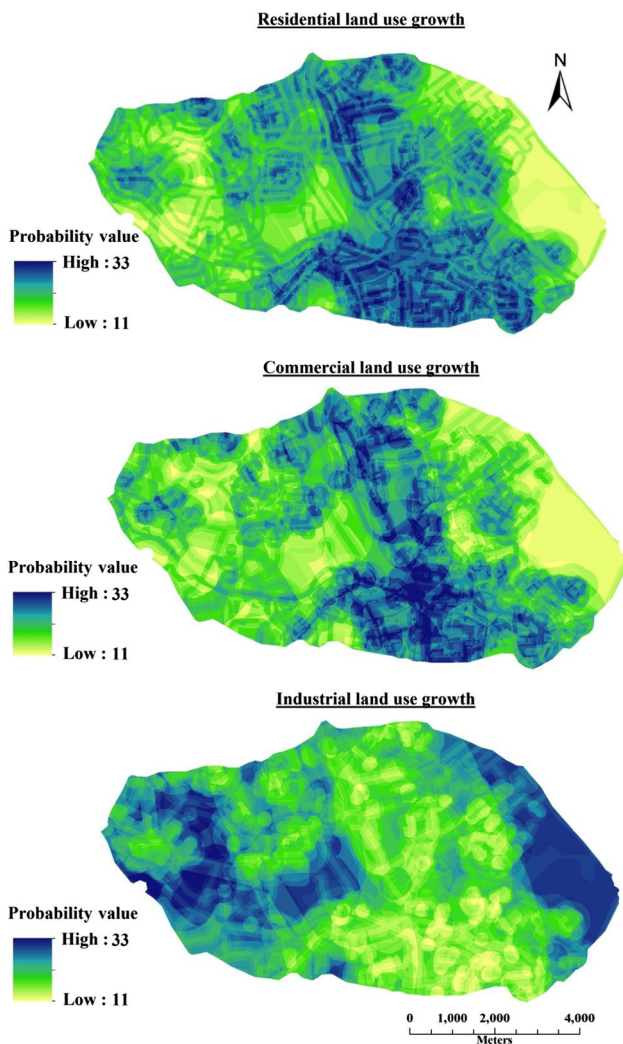 Residential land use growth
N
Probability value
High : 33
Low : 11
Commercial land use growth
Probability value
High : 33
Low : 11
Industrial land use growth
Probability value
High : 33
Low : 11
0 1,000 2,000 4,000
Meters